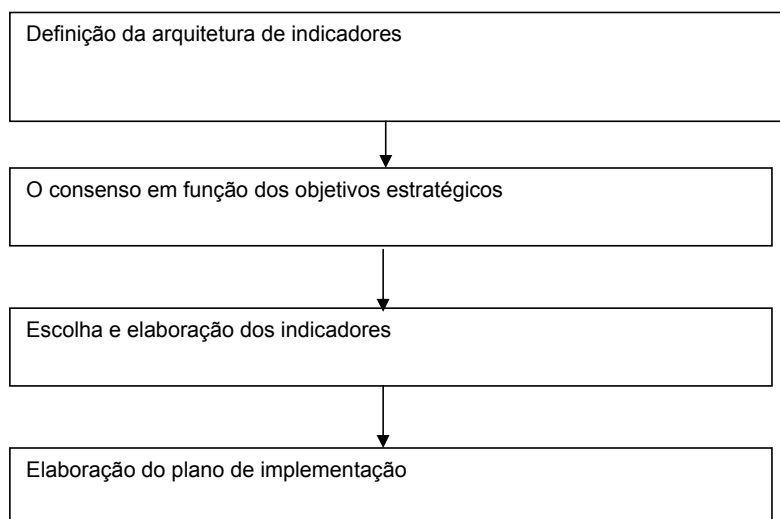 Definição da arquitetura de indicadores
O consenso em função dos objetivos estratégicos
Escolha e elaboração dos indicadores
Elaboração do plano de implementação